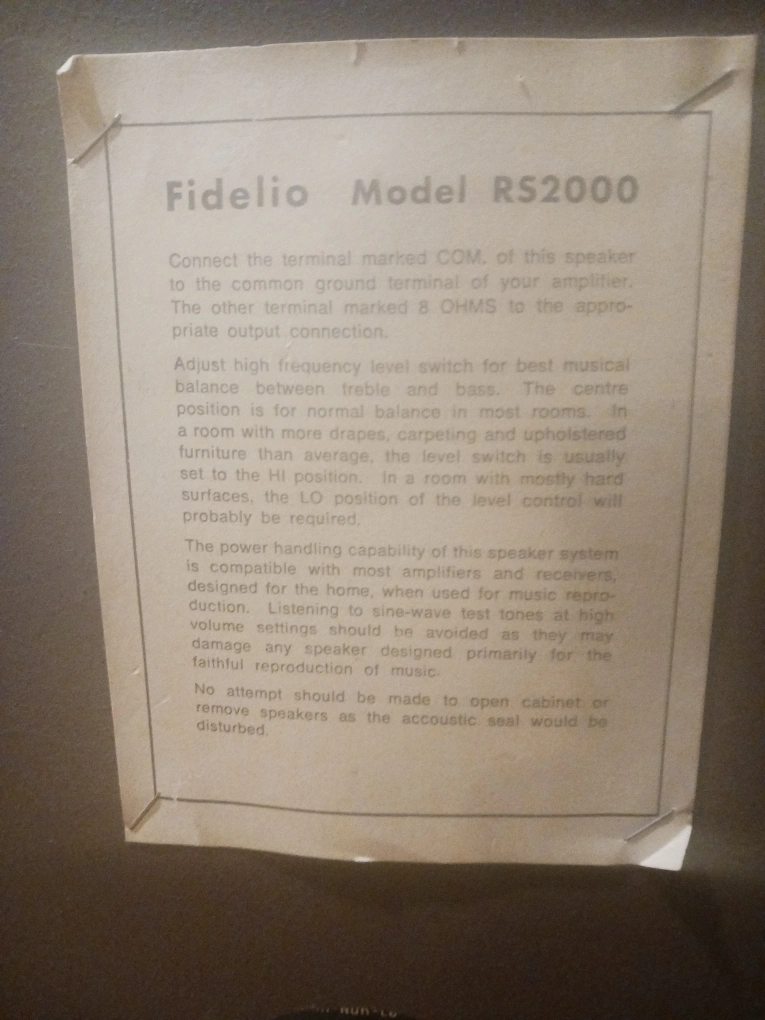 Fidelio Model RS2000
Connect the terminal marked COM. of this speaker
to the common ground terminal of your amplifier.
The other terminal marked 8 OHMS to the appro-
priate output connection.
Adjust high frequency level switch for best musical
balance between treble and bass. The centre
position is for normal balance in most rooms. In
a room with more drapes, carpeting and upholstered
furniture than average, the level switch is usually
set to the HI position. In a room with mostly hard
surfaces, the LO position of the level control will
probably be required.
The power handling capability of this speaker system
is compatible with most amplifiers and receivers,
designed for the home, when used for music repro-
duction. Listening to sine-wave test tones at high
volume settings should be avoided as they may
damage any speaker designed primarily for the
faithful reproduction of music.
No attempt should be made to open cabinet or
remove speakers as the accoustic seal would be
disturbed.